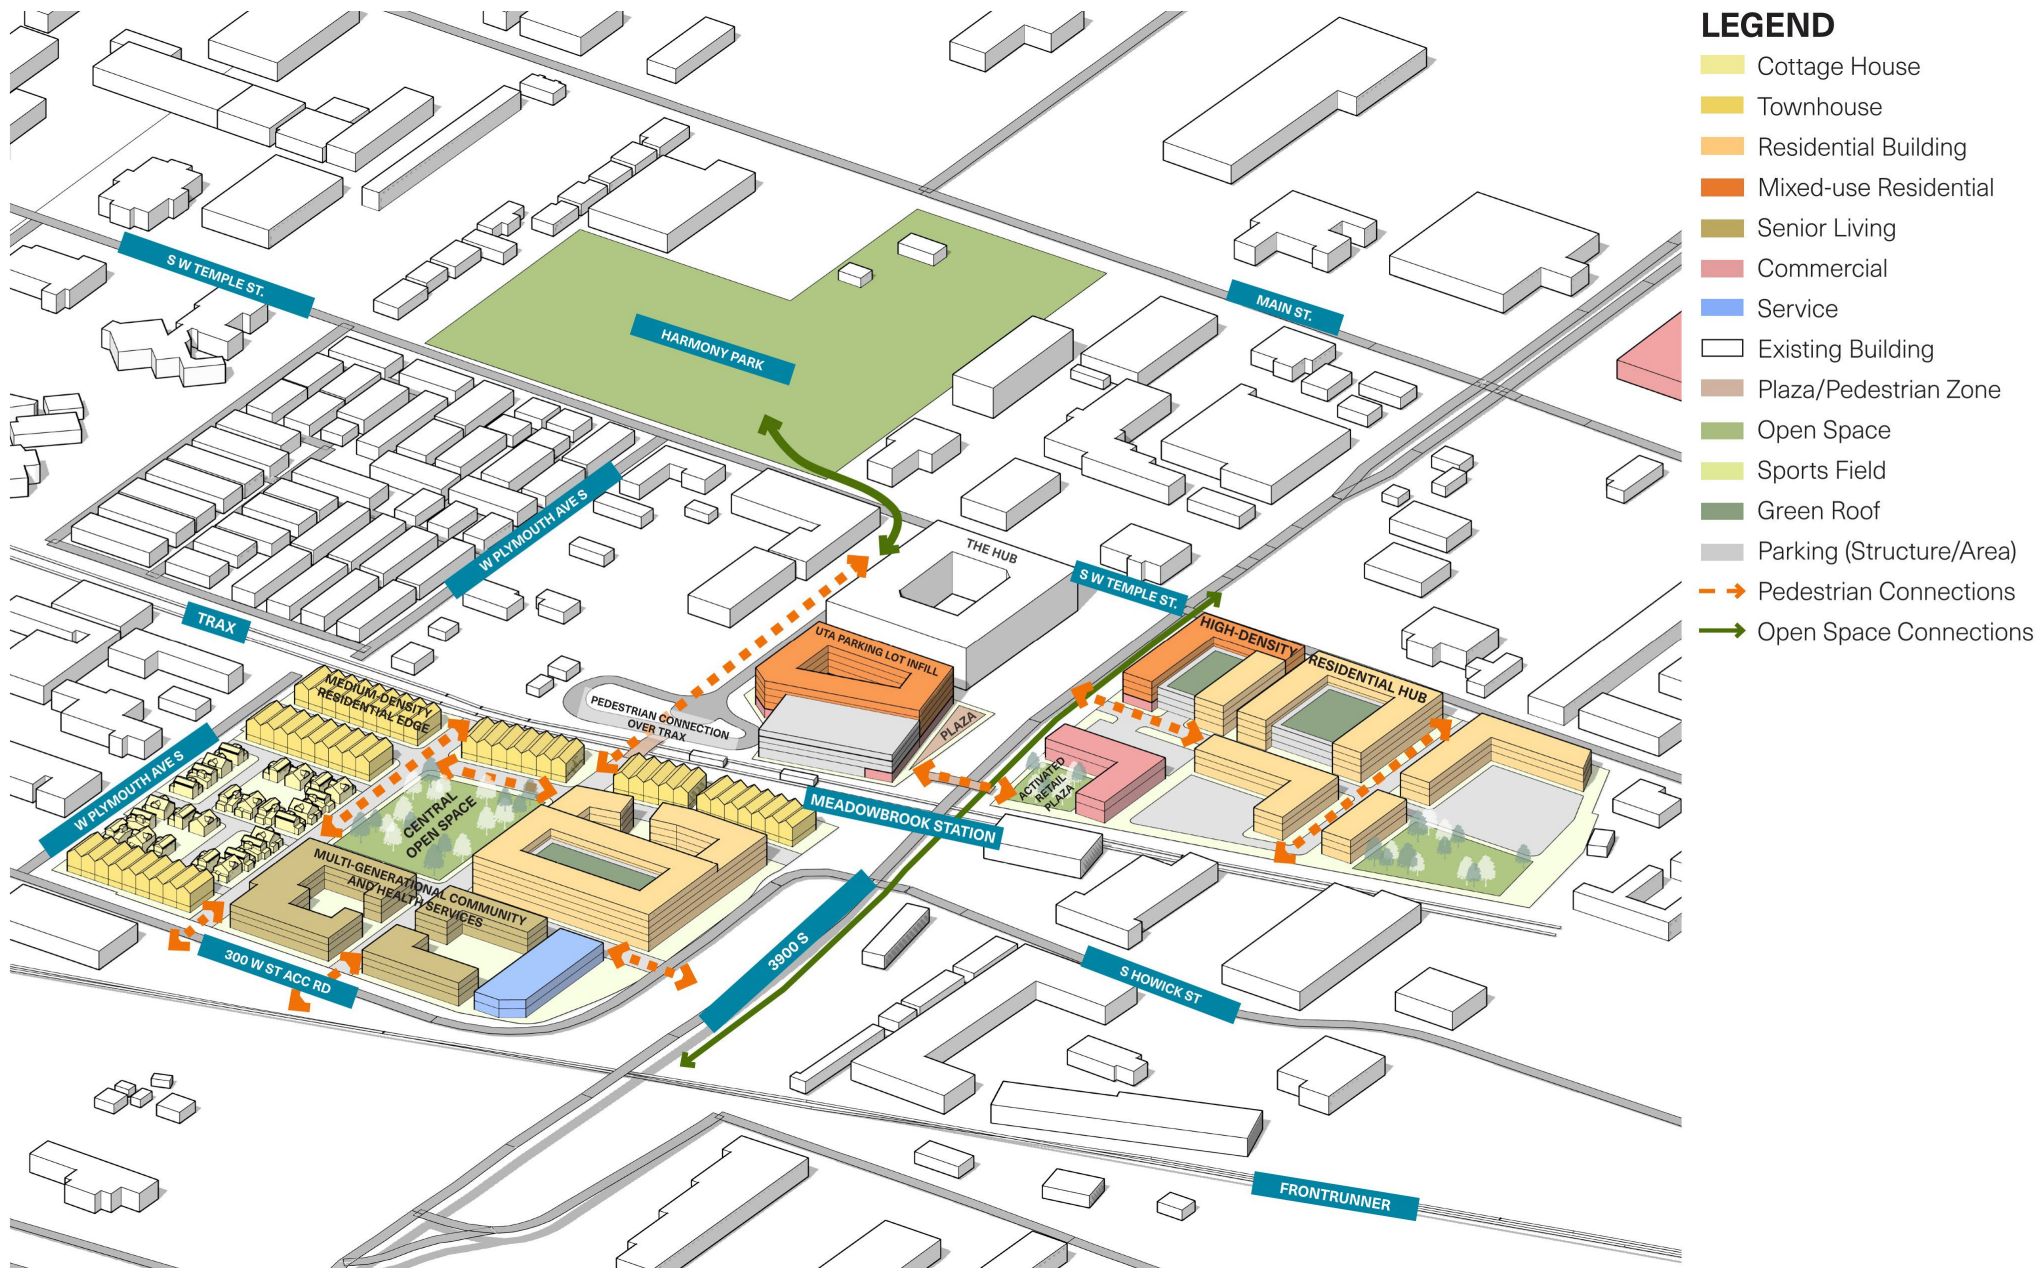 LEGEND
Cottage House
Townhouse
Residential Building
Mixed-use Residential
Senior Living
Commercial
Service
Existing Building
Plaza/Pedestrian Zone
Open Space
Sports Field
Green Roof
Parking (Structure/Area)
Pedestrian Connections
Open Space Connections
S W TEMPLE ST.
MAIN ST.
HARMONY PARK
W PLYMOUTH AVE S
THE HUB
S W TEMPLE ST.
TRAX
UTA PARKING LOT INFILL
HIGH-DENSITY
RESIDENTIAL HUB
MEDIUM-DENSITY
RESIDENTIAL EDGE
PEDESTRIAN CONNECTION
OVER TRAX
PLAZA
W PLYMOUTH AVE S
ACTIVATED
RETAIL
PLAZA
CENTRAL
OPEN SPACE
MEADOWBROOK STATION
MULTI-GENERATIONAL COMMUNITY
AND HEALTH SERVICES
300 W ST ACC RD
3900 S
S HOWICK ST
FRONTRUNNER